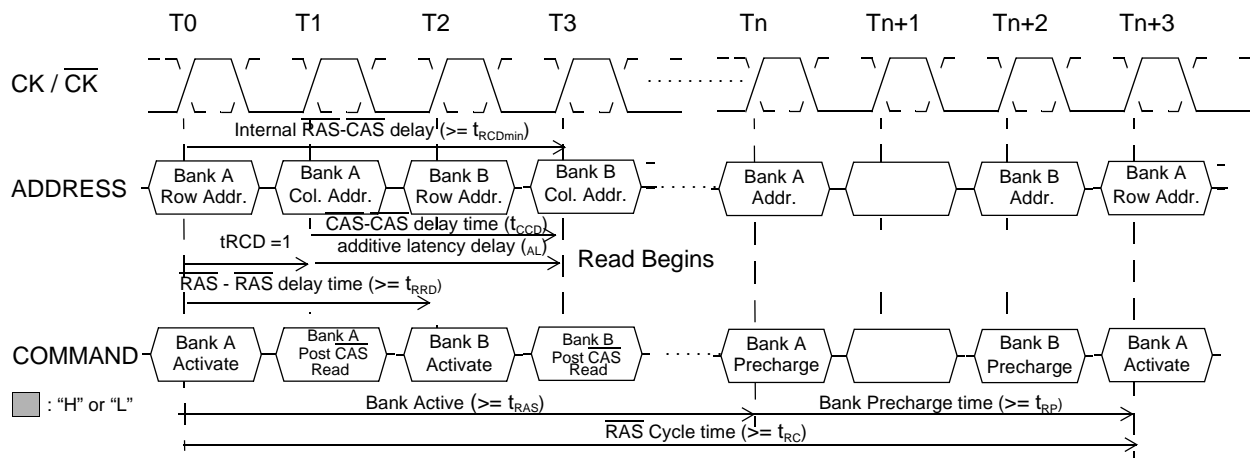 T0 T1 T2 T3 Tn Tn+1 Tn+2 Tn+3
CK / CK
Internal RAS-CAS delay (>= tRCDmin)
ADDRESS
Bank A
Row Addr.
Bank A
Col. Addr.
Bank B
Row Addr.
Bank B
Col. Addr.
Bank A
Addr.
Bank B
Addr.
Bank A
Row Addr.
CAS-CAS delay time (tCCD)
tRCD =1
additive latency delay (AL)
Read Begins
RAS - RAS delay time (>= tRRD)
COMMAND
Bank A
Activate
Bank A
Post CAS
Read
Bank B
Activate
Bank B
Post CAS
Read
Bank A
Precharge
Bank B
Precharge
Bank A
Activate
: “H” or “L”
Bank Active (>= tRAS)
Bank Precharge time (>= tRP)
RAS Cycle time (>= tRC)